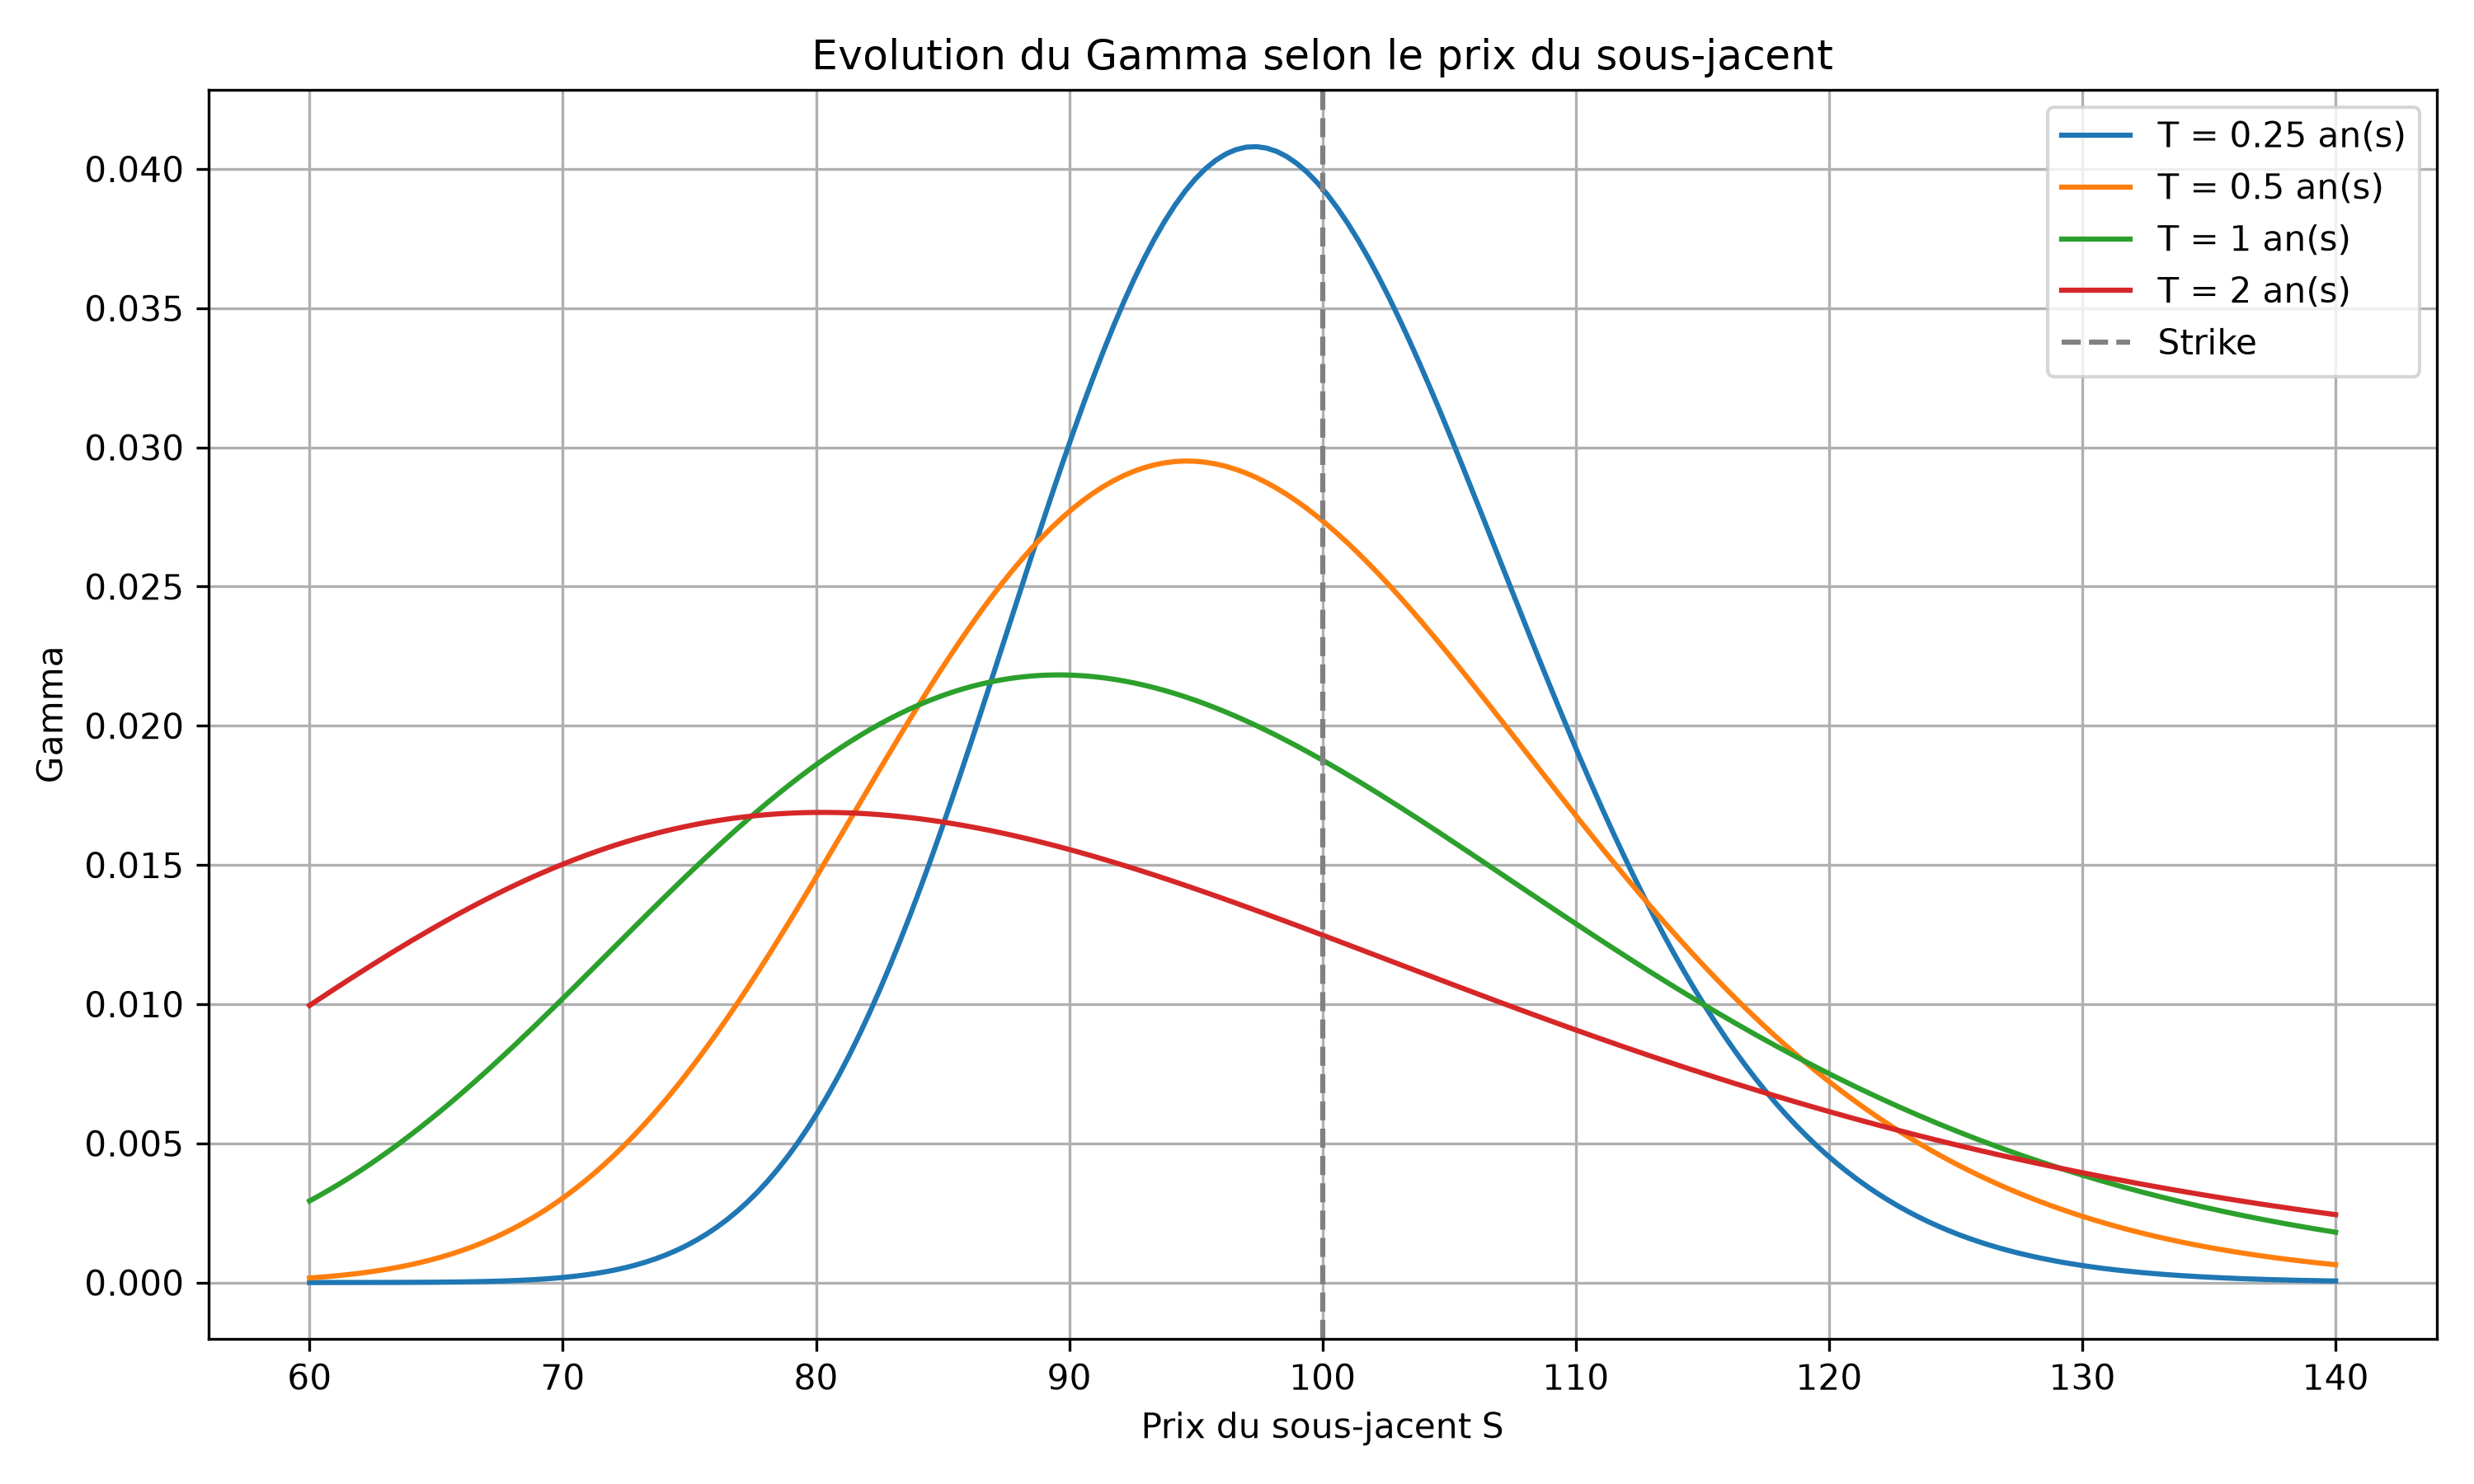 Evolution du Gamma selon le prix du sous-jacent
T = 0.25 an(s)
T = 0.5 an(s)
T = 1 an(s)
T = 2 an(s)
Strike
Gamma
0.040
0.035
0.030
0.025
0.020
0.015
0.010
0.005
0.000
60 70 80 90 100 110 120 130 140
Prix du sous-jacent S